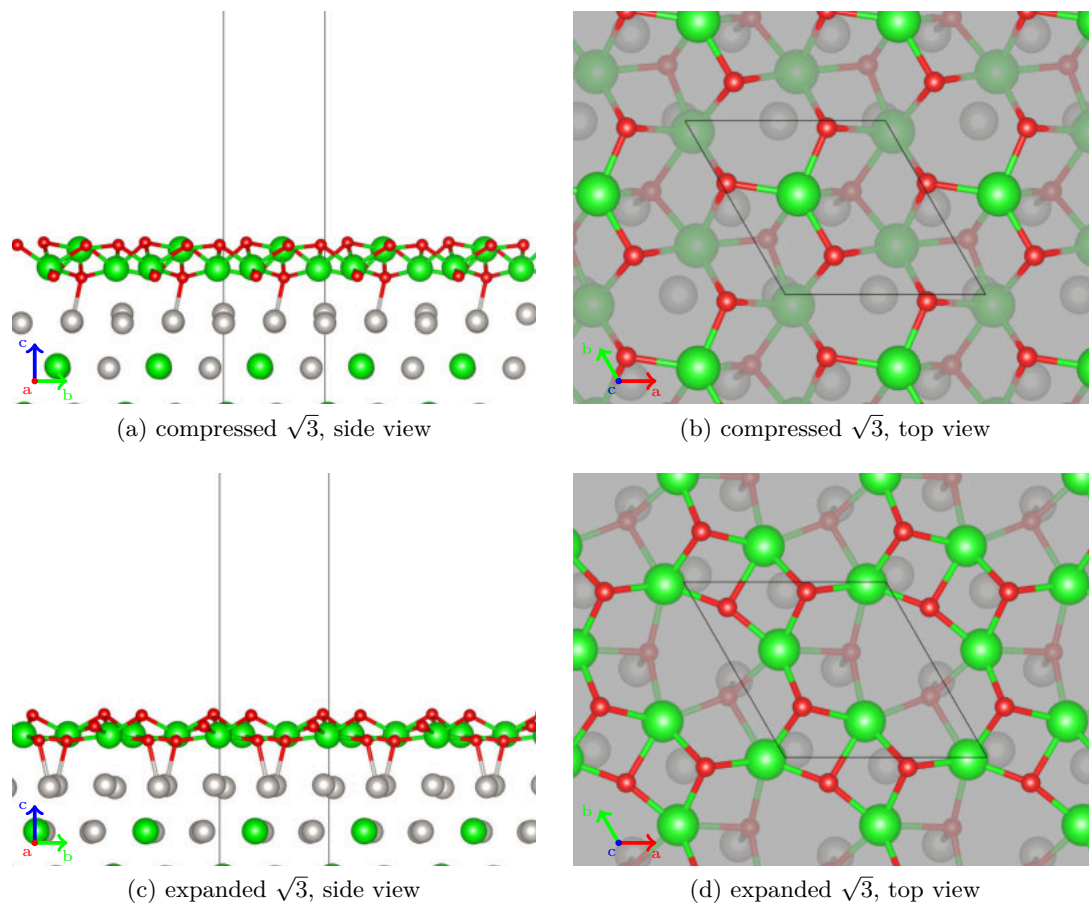 c
a
b
(a) compressed √3, side view
b
c
a
(b) compressed √3, top view
c
a
b
(c) expanded √3, side view
b
c
a
(d) expanded √3, top view